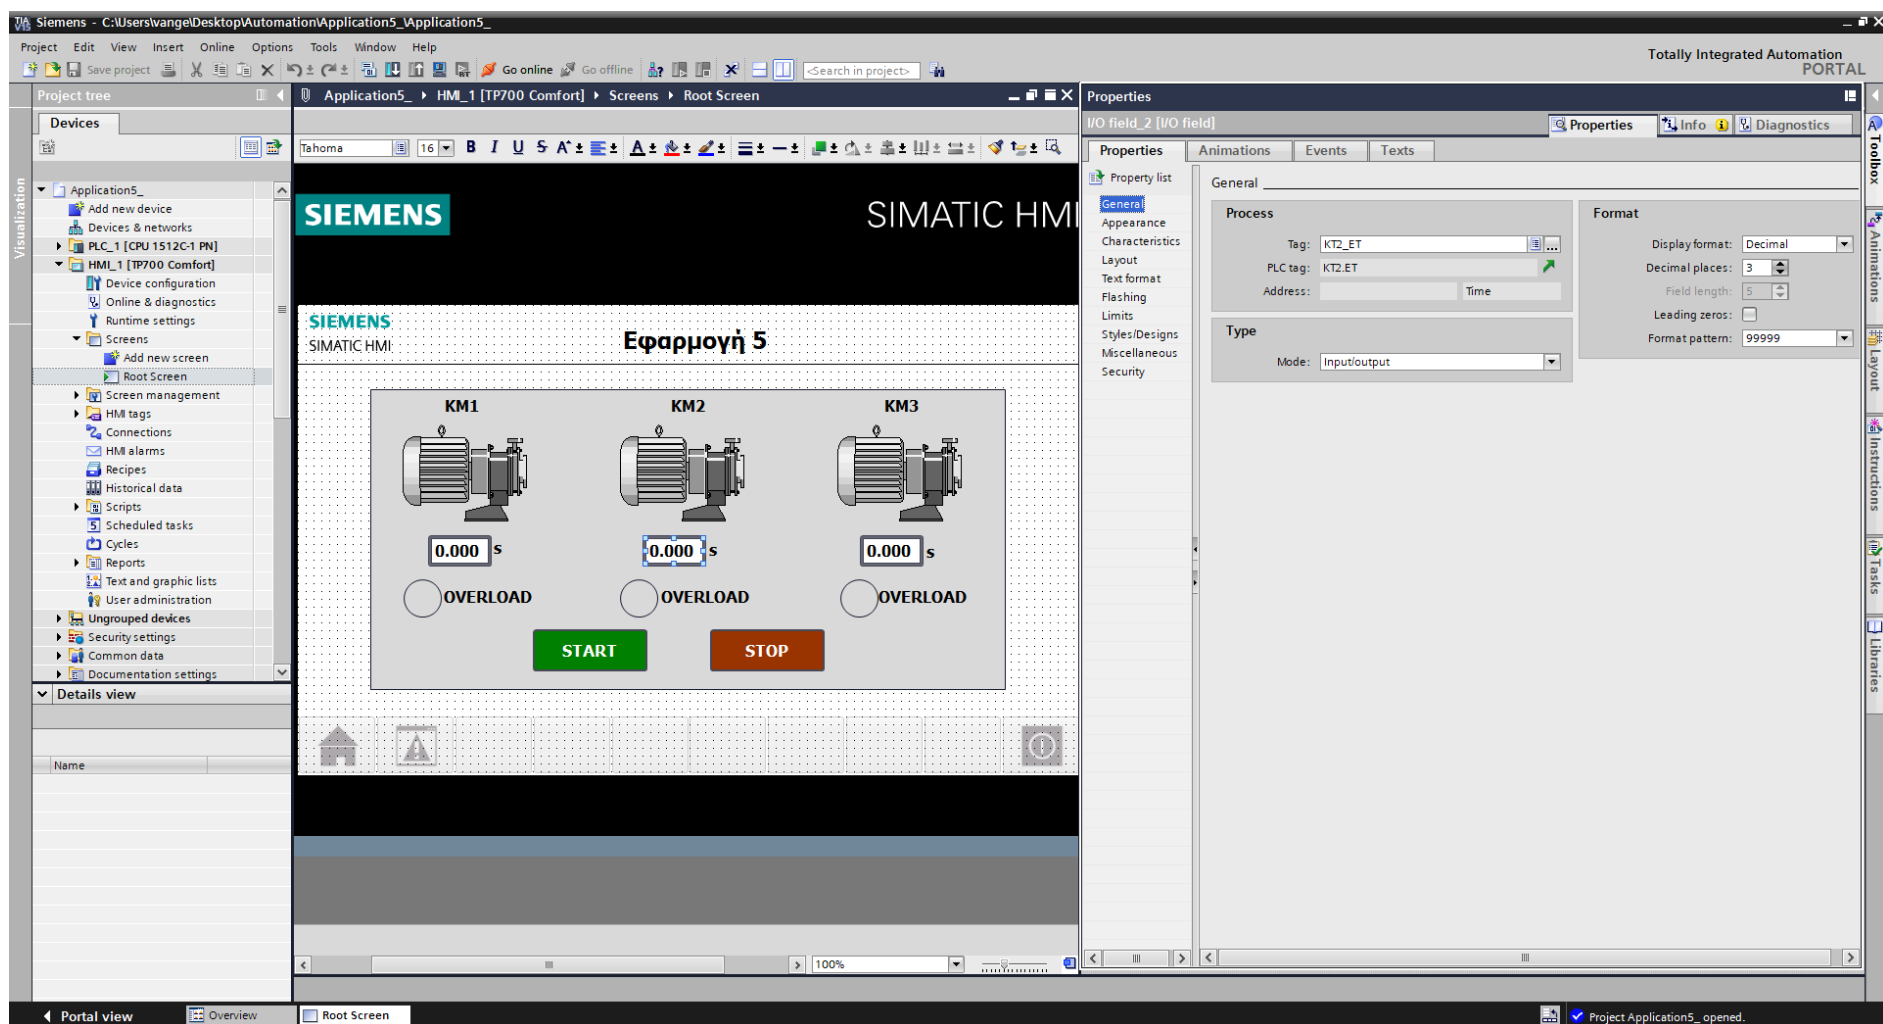 Siemens - C:\Users\vange\Desktop\Automation\Application5_\Application5_
Project Edit View Insert Online Options Tools Window Help
Totally Integrated Automation
PORTAL
Save project
Go online
Go offline
<Search in project>
Project tree
Application5_ HMI_1 [TP700 Comfort] Screens Root Screen
Properties
Visualization
Devices
Application5_
Add new device
Devices & networks
PLC_1 [CPU 1512C-1 PN]
HMI_1 [TP700 Comfort]
Device configuration
Online & diagnostics
Runtime settings
Screens
Add new screen
Root Screen
Screen management
HMI tags
Connections
HMI alarms
Recipes
Historical data
Scripts
Scheduled tasks
Cycles
Reports
Text and graphic lists
User administration
Ungrouped devices
Security settings
Common data
Documentation settings
Details view
Name
Tahoma 16 B I U S A
SIEMENS
SIMATIC HMI
SIEMENS
SIMATIC HMI
Εφαρμογή 5
KM1 KM2 KM3
0.000 s 0.000 s 0.000 s
OVERLOAD OVERLOAD OVERLOAD
START STOP
100%
I/O field_2 [I/O field]
Properties Info Diagnostics
Properties Animations Events Texts
Property list
General
Appearance
Characteristics
Layout
Text format
Flashing
Limits
Styles/Designs
Miscellaneous
Security
General
Process
Tag: KT2_ET
PLC tag: KT2.ET
Address: Time
Type
Mode: Input/output
Format
Display format: Decimal
Decimal places: 3
Field length: 5
Leading zeros:
Format pattern: 99999
Toolbox
Animations
Layout
Instructions
Tasks
Libraries
Portal view Overview Root Screen
Project Application5_ opened.